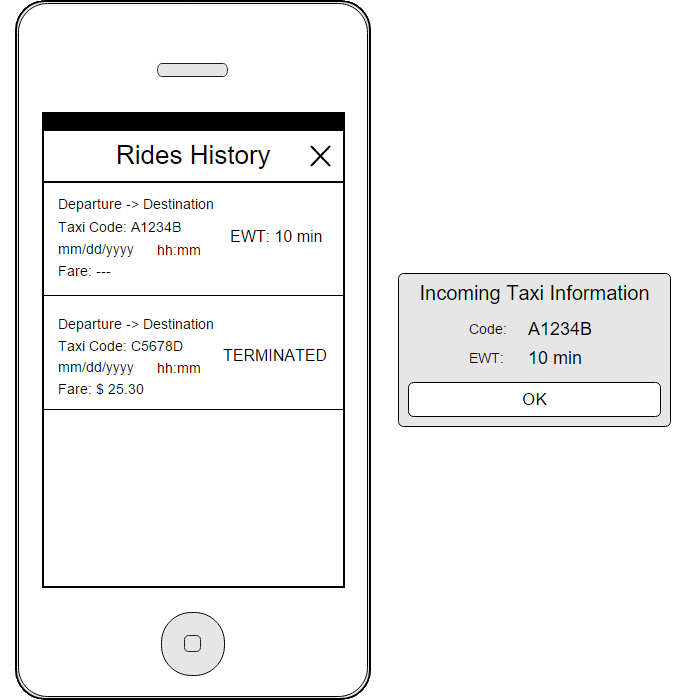 Rides History
Departure -> Destination
Taxi Code: A1234B
EWT: 10 min
mm/dd/yyyy hh:mm
Fare: ---
Departure -> Destination
Taxi Code: C5678D
TERMINATED
mm/dd/yyyy hh:mm
Fare: $ 25.30
Incoming Taxi Information
Code: A1234B
EWT: 10 min
OK